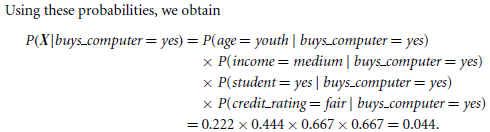 Using these probabilities, we obtain
P(X|buys_computer = yes) = P(age = youth | buys_computer = yes)
× P(income = medium | buys_computer = yes)
× P(student = yes | buys_computer = yes)
× P(credit_rating = fair | buys_computer = yes)
= 0.222 × 0.444 × 0.667 × 0.667 = 0.044.